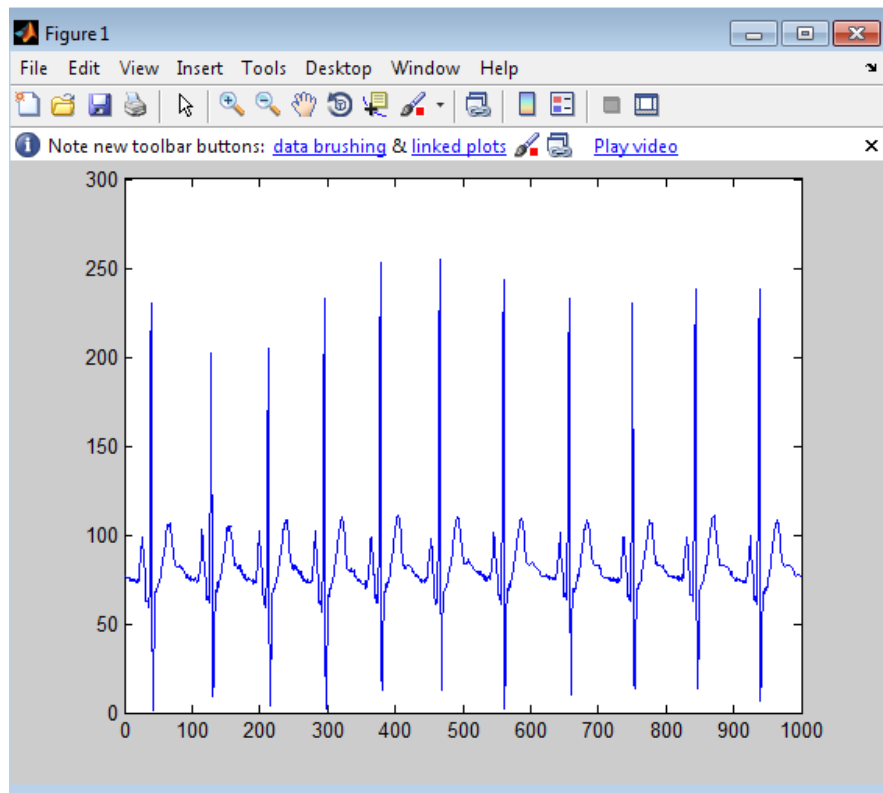 Figure 1
File Edit View Insert Tools Desktop Window Help
Note new toolbar buttons: data brushing & linked plots Play video
300
250
200
150
100
50
0
0 100 200 300 400 500 600 700 800 900 1000